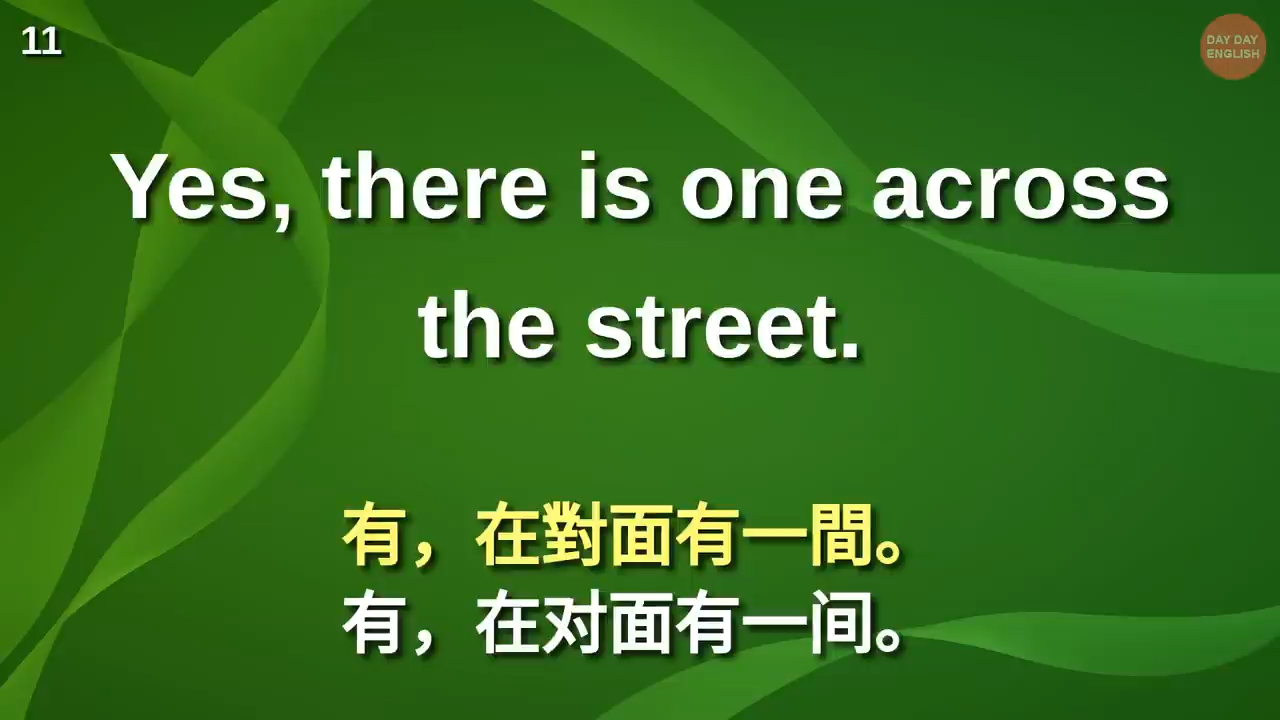 11
DAY DAY
ENGLISH
Yes, there is one across
the street.
有，在對面有一間。
有，在对面有一间。